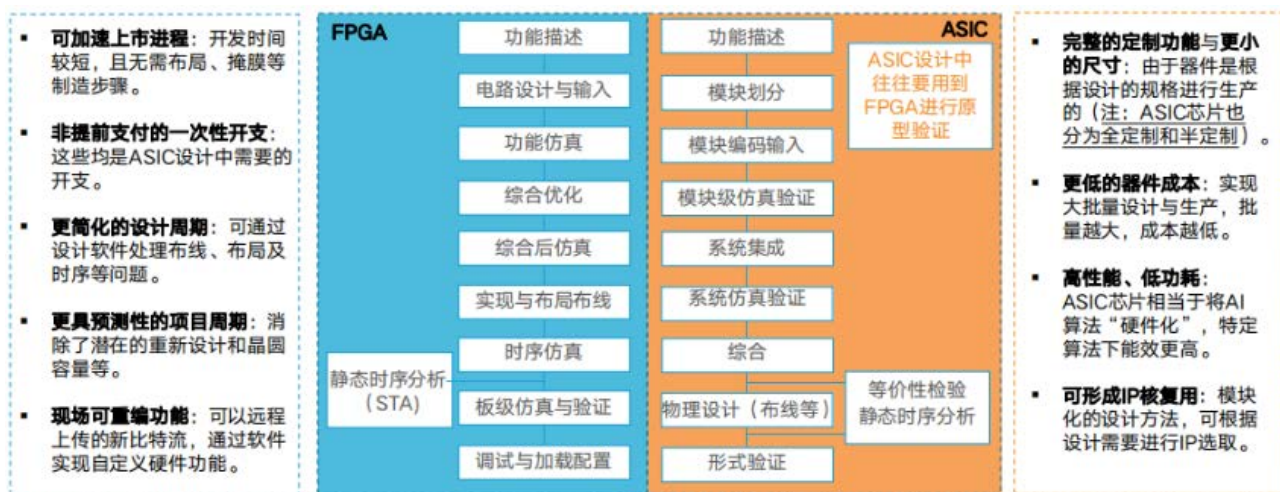 ▪ 可加速上市进程：开发时间
较短，且无需布局、掩膜等
制造步骤。
▪ 非提前支付的一次性开支：
这些均是ASIC设计中需要的
开支。
▪ 更简化的设计周期：可通过
设计软件处理布线、布局及
时序等问题。
▪ 更具预测性的项目周期：消
除了潜在的重新设计和晶圆
容量等。
▪ 现场可重编功能：可以远程
上传的新比特流，通过软件
实现自定义硬件功能。
FPGA
功能描述
电路设计与输入
功能仿真
综合优化
综合后仿真
实现与布局布线
时序仿真
静态时序分析
（STA）
板级仿真与验证
调试与加载配置
ASIC
功能描述
模块划分
模块编码输入
模块级仿真验证
系统集成
系统仿真验证
综合
物理设计（布线等）
形式验证
ASIC设计中
往往要用到
FPGA进行原
型验证
等价性检验
静态时序分析
▪ 完整的定制功能与更小
的尺寸：由于器件是根
据设计的规格进行生产
的（注：ASIC芯片也
分为全定制和半定制）。
▪ 更低的器件成本：实现
大批量设计与生产，批
量越大，成本越低。
▪ 高性能、低功耗：
ASIC芯片相当于将AI
算法“硬件化”，特定
算法下能效更高。
▪ 可形成IP核复用：模块
化的设计方法，可根据
设计需要进行IP选取。